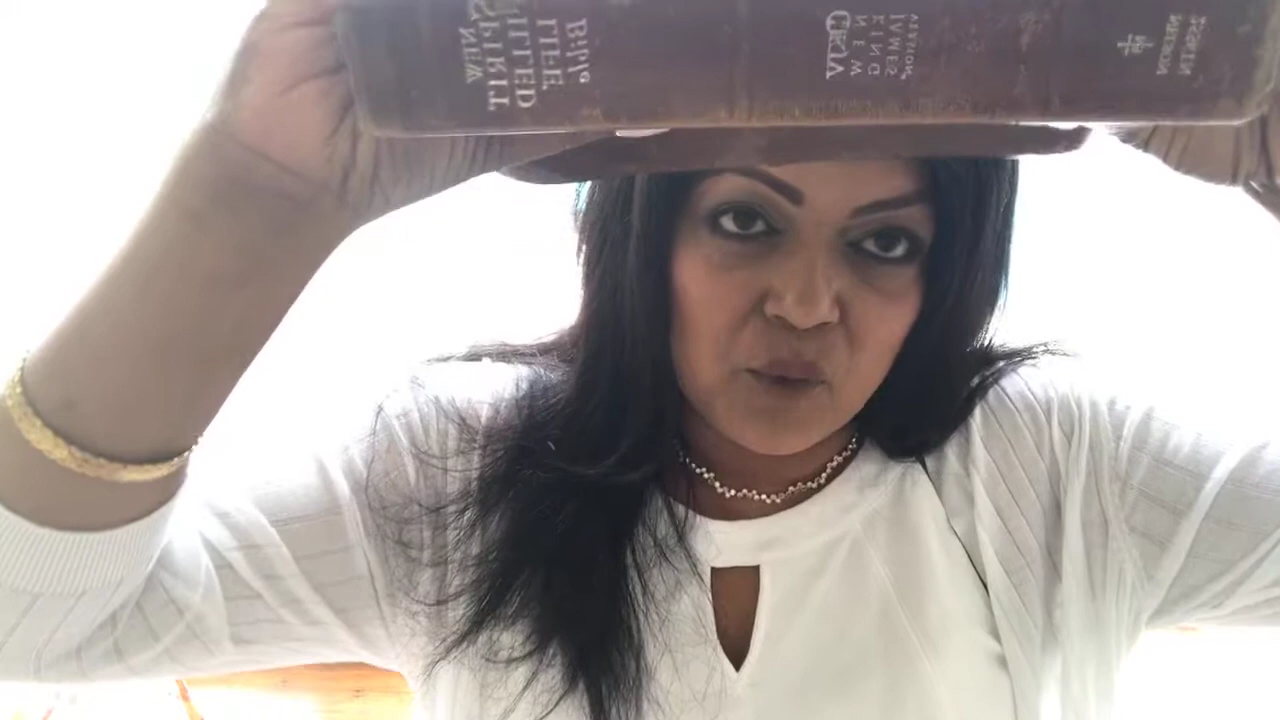 NEW
SPIRIT
FILLED
LIFE
Bible
NKJV
NEW
KING
JAMES
VERSION